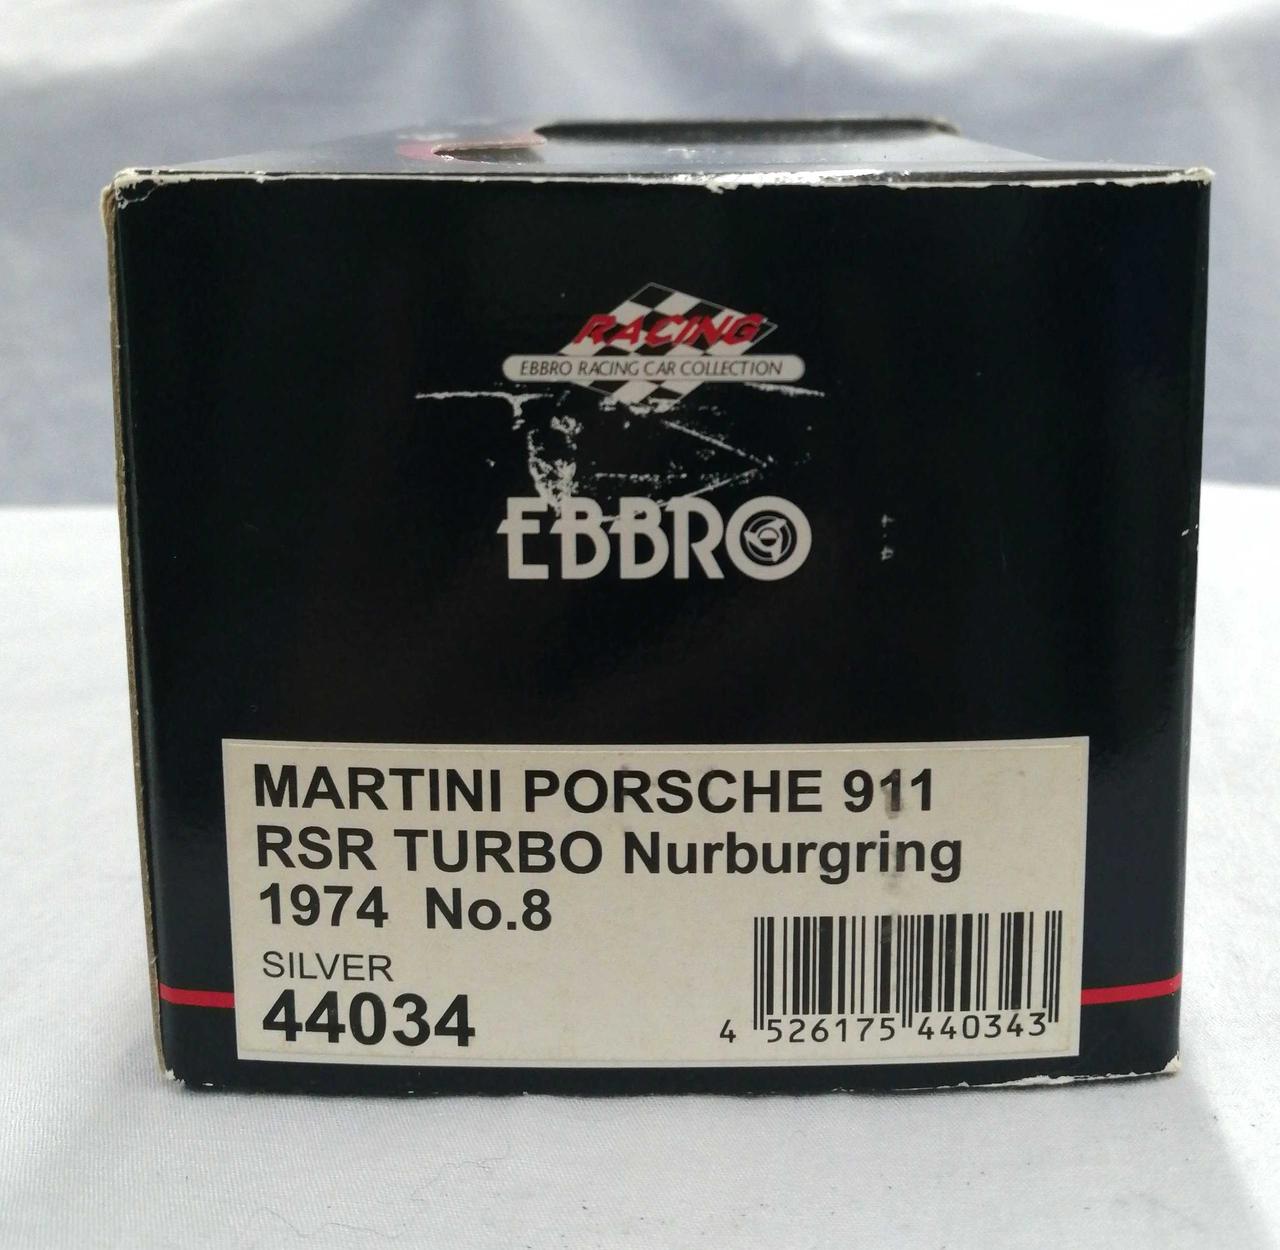 RACING
EBBRO RACING CAR COLLECTION
EBBRO
MARTINI PORSCHE 911
RSR TURBO Nurburgring
1974 No.8
SILVER
44034
4 526175 440343